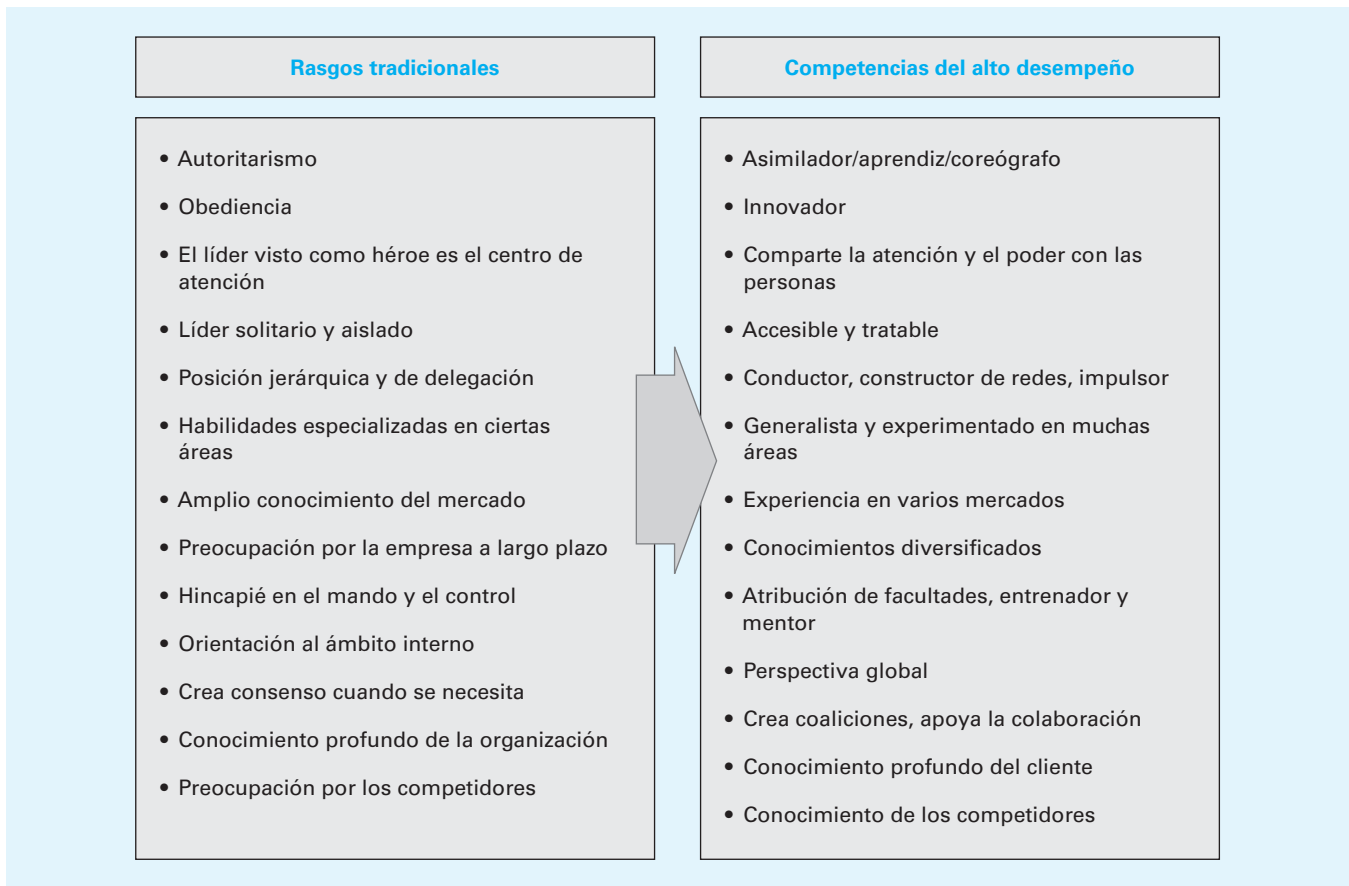 Rasgos tradicionales
• Autoritarismo
• Obediencia
• El líder visto como héroe es el centro de
atención
• Líder solitario y aislado
• Posición jerárquica y de delegación
• Habilidades especializadas en ciertas
áreas
• Amplio conocimiento del mercado
• Preocupación por la empresa a largo plazo
• Hincapié en el mando y el control
• Orientación al ámbito interno
• Crea consenso cuando se necesita
• Conocimiento profundo de la organización
• Preocupación por los competidores
Competencias del alto desempeño
• Asimilador/aprendiz/coreógrafo
• Innovador
• Comparte la atención y el poder con las
personas
• Accesible y tratable
• Conductor, constructor de redes, impulsor
• Generalista y experimentado en muchas
áreas
• Experiencia en varios mercados
• Conocimientos diversificados
• Atribución de facultades, entrenador y
mentor
• Perspectiva global
• Crea coaliciones, apoya la colaboración
• Conocimiento profundo del cliente
• Conocimiento de los competidores